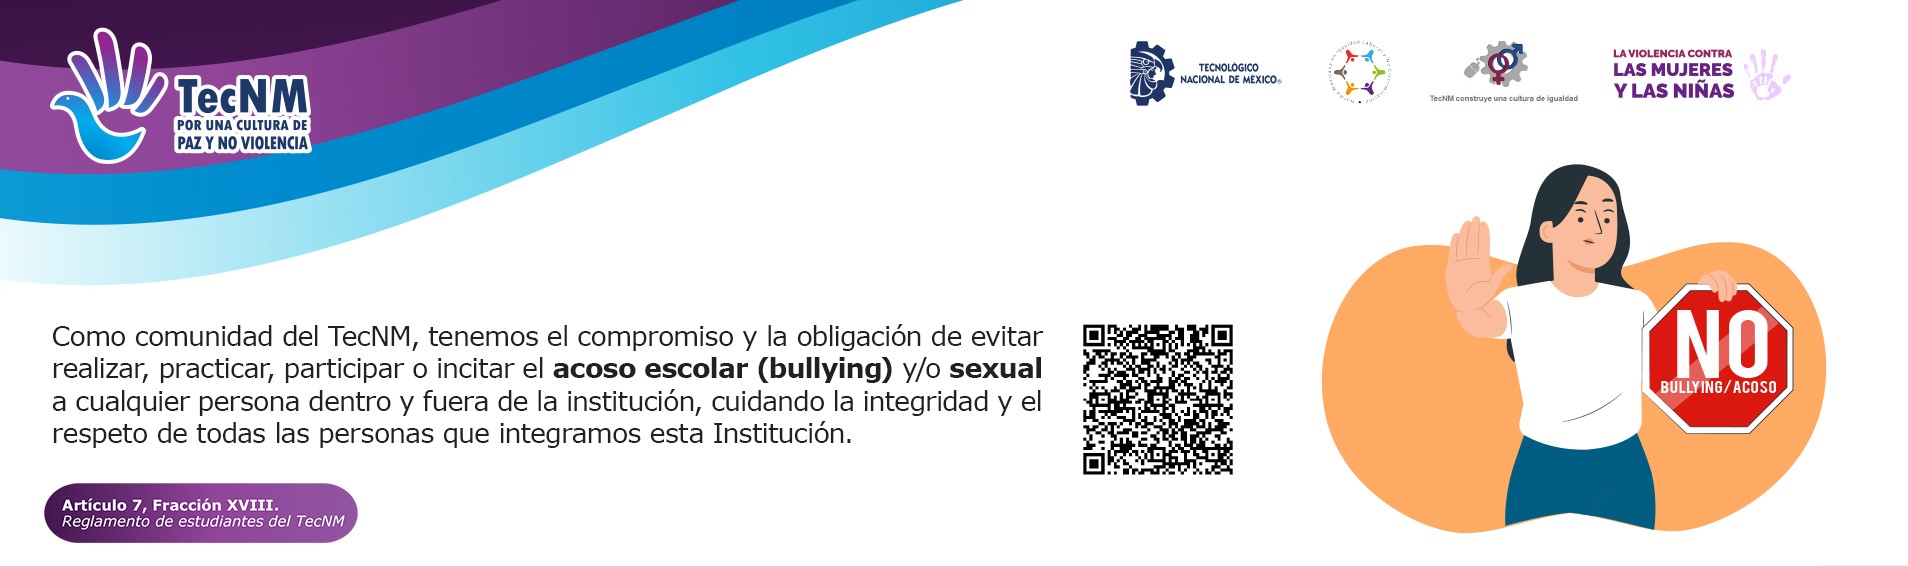 TecNM
POR UNA CULTURA DE
PAZ Y NO VIOLENCIA
TECNOLÓGICO
NACIONAL DE MÉXICO®
TecNM construye una cultura de igualdad
LA VIOLENCIA CONTRA
LAS MUJERES
Y LAS NIÑAS
Como comunidad del TecNM, tenemos el compromiso y la obligación de evitar
realizar, practicar, participar o incitar el acoso escolar (bullying) y/o sexual
a cualquier persona dentro y fuera de la institución, cuidando la integridad y el
respeto de todas las personas que integramos esta Institución.
NO
BULLYING/ACOSO
Artículo 7, Fracción XVIII.
Reglamento de estudiantes del TecNM